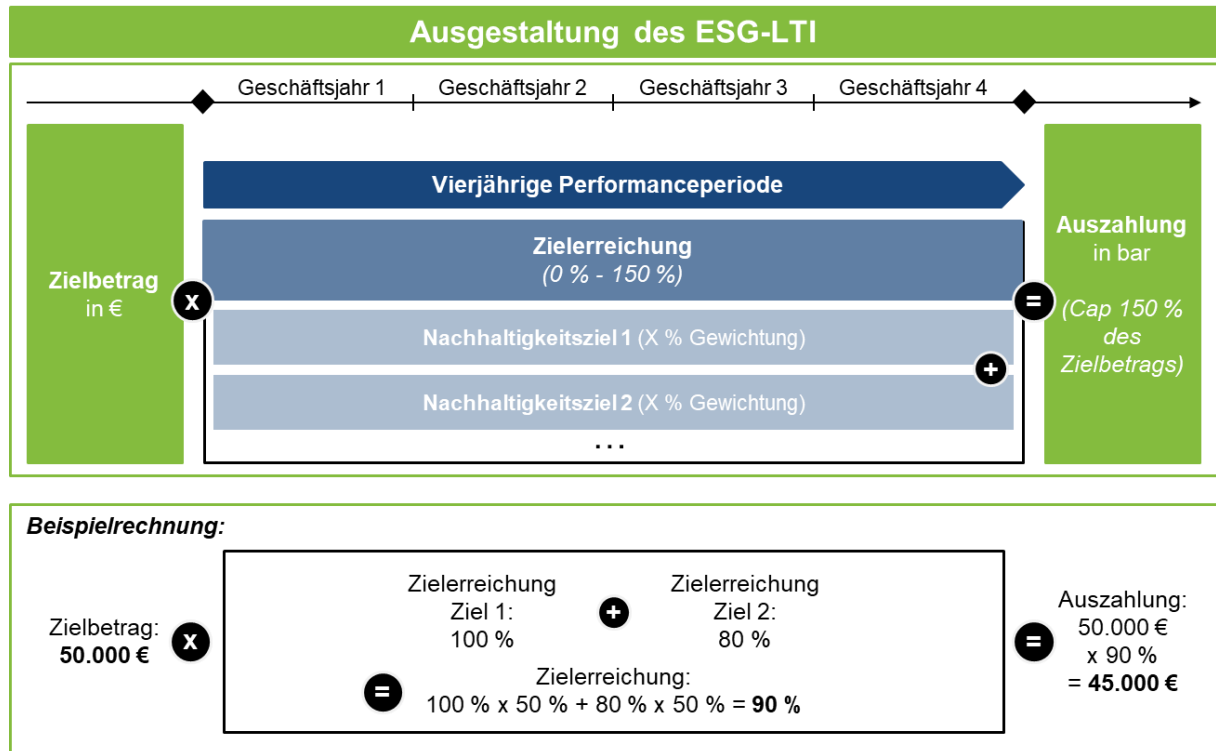 Ausgestaltung des ESG-LTI
Geschäftsjahr 1
Geschäftsjahr 2
Geschäftsjahr 3
Geschäftsjahr 4
Vierjährige Performanceperiode
Zielbetrag
in €
x
Zielerreichung
(0 % - 150 %)
Nachhaltigkeitsziel 1 (X % Gewichtung)
+
Nachhaltigkeitsziel 2 (X % Gewichtung)
...
=
Auszahlung
in bar
(Cap 150 %
des
Zielbetrags)
Beispielrechnung:
Zielbetrag:
50.000 €
x
Zielerreichung
Ziel 1:
100 %
+
Zielerreichung
Ziel 2:
80 %
=
Zielerreichung:
100 % x 50 % + 80 % x 50 % = 90 %
=
Auszahlung:
50.000 €
x 90 %
= 45.000 €